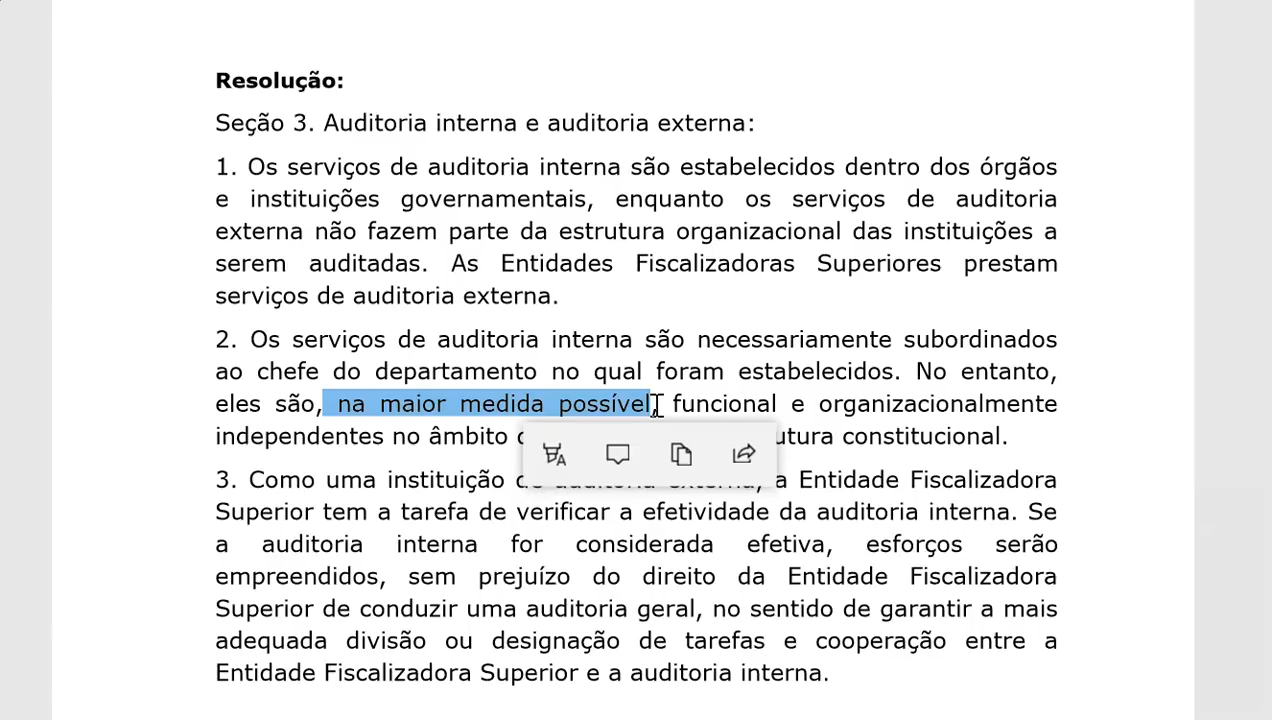 Resolução:
Seção 3. Auditoria interna e auditoria externa:
1. Os serviços de auditoria interna são estabelecidos dentro dos órgãos
e instituições governamentais, enquanto os serviços de auditoria
externa não fazem parte da estrutura organizacional das instituições a
serem auditadas. As Entidades Fiscalizadoras Superiores prestam
serviços de auditoria externa.
2. Os serviços de auditoria interna são necessariamente subordinados
ao chefe do departamento no qual foram estabelecidos. No entanto,
eles são, na maior medida possível, funcional e organizacionalmente
independentes no âmbito constitucional.
3. Como uma instituição de auditoria externa, a Entidade Fiscalizadora
Superior tem a tarefa de verificar a efetividade da auditoria interna. Se
a auditoria interna for considerada efetiva, esforços serão
empreendidos, sem prejuízo do direito da Entidade Fiscalizadora
Superior de conduzir uma auditoria geral, no sentido de garantir a mais
adequada divisão ou designação de tarefas e cooperação entre a
Entidade Fiscalizadora Superior e a auditoria interna.